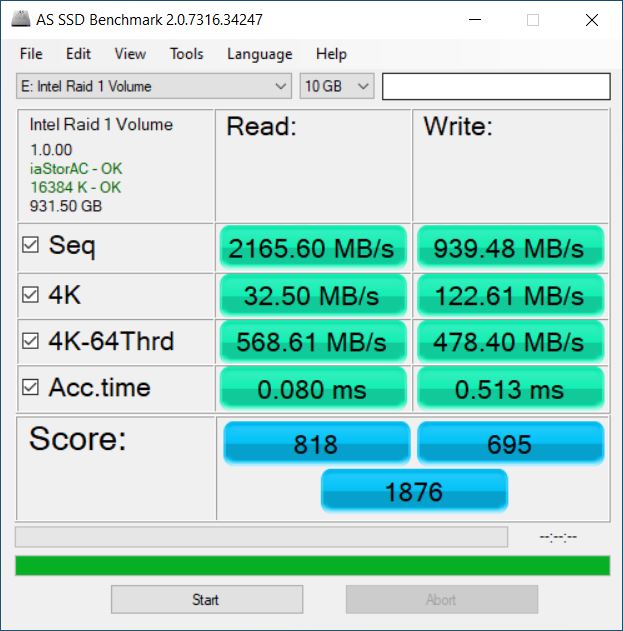 AS SSD Benchmark 2.0.7316.34247
File Edit View Tools Language Help
E: Intel Raid 1 Volume 10 GB
Intel Raid 1 Volume Read: Write:
1.0.00
iaStorAC - OK
16384 K - OK
931.50 GB
Seq 2165.60 MB/s 939.48 MB/s
4K 32.50 MB/s 122.61 MB/s
4K-64Thrd 568.61 MB/s 478.40 MB/s
Acc.time 0.080 ms 0.513 ms
Score: 818 695
1876
--:--:--
Start Abort